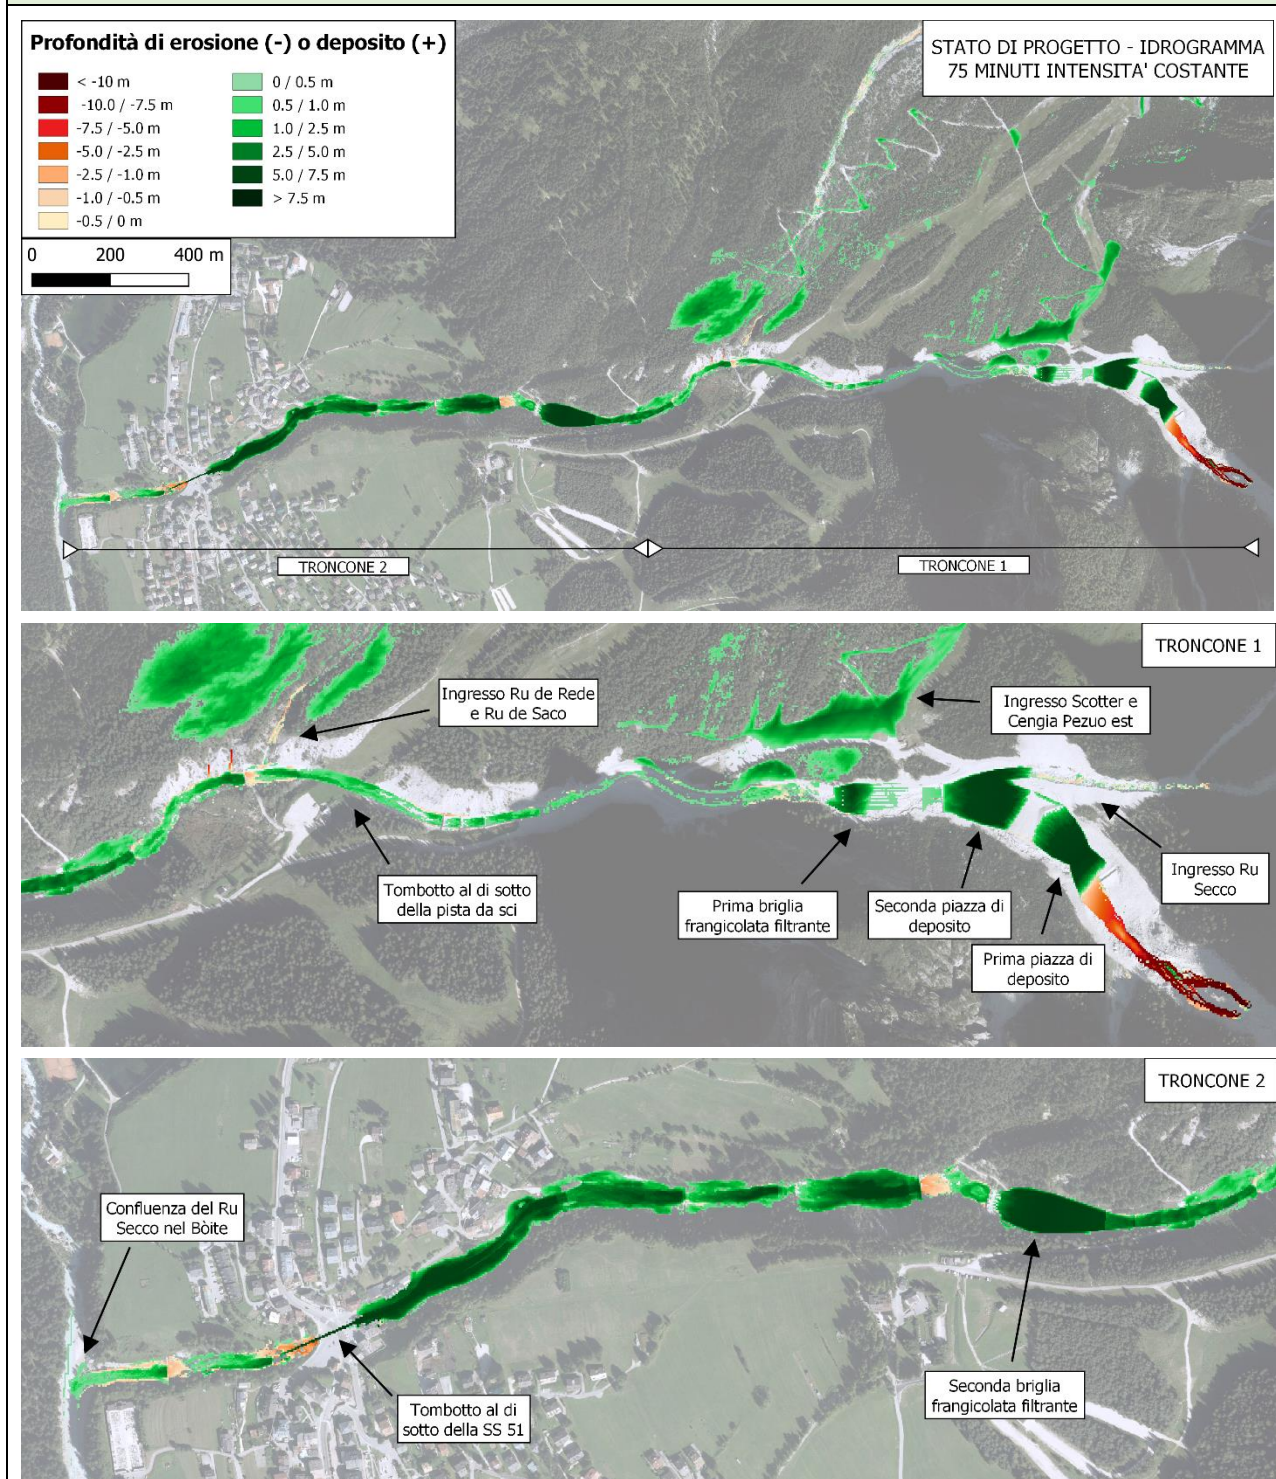 Profondità di erosione (-) o deposito (+)
< -10 m
-10.0 / -7.5 m
-7.5 / -5.0 m
-5.0 / -2.5 m
-2.5 / -1.0 m
-1.0 / -0.5 m
-0.5 / 0 m
0 / 0.5 m
0.5 / 1.0 m
1.0 / 2.5 m
2.5 / 5.0 m
5.0 / 7.5 m
> 7.5 m
0 200 400 m
STATO DI PROGETTO - IDROGRAMMA
75 MINUTI INTENSITA' COSTANTE
TRONCONE 2
TRONCONE 1
TRONCONE 1
Ingresso Ru de Rede
e Ru de Saco
Ingresso Scotter e
Cengia Pezuo est
Tombotto al di sotto
della pista da sci
Prima briglia
frangicolata filtrante
Seconda piazza di
deposito
Prima piazza di
deposito
Ingresso Ru
Secco
TRONCONE 2
Confluenza del Ru
Secco nel Bòite
Tombotto al di
sotto della SS 51
Seconda briglia
frangicolata filtrante